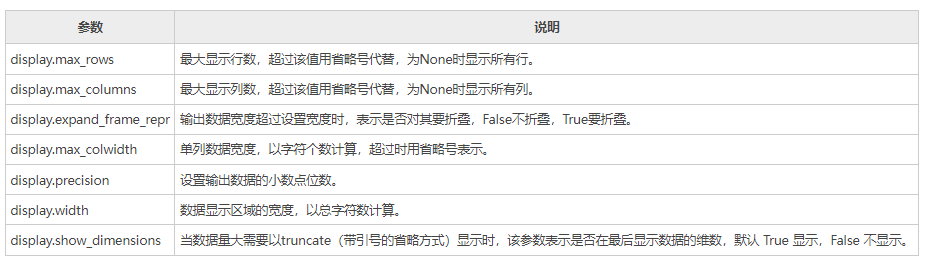 参数 说明
display.max_rows 最大显示行数，超过该值用省略号代替，为None时显示所有行。
display.max_columns 最大显示列数，超过该值用省略号代替，为None时显示所有列。
display.expand_frame_repr 输出数据宽度超过设置宽度时，表示是否对其要折叠，False不折叠，True要折叠。
display.max_colwidth 单列数据宽度，以字符个数计算，超过时用省略号表示。
display.precision 设置输出数据的小数点位数。
display.width 数据显示区域的宽度，以总字符数计算。
display.show_dimensions 当数据量大需要以truncate（带引号的省略方式）显示时，该参数表示是否在最后显示数据的维数，默认 True 显示，False 不显示。